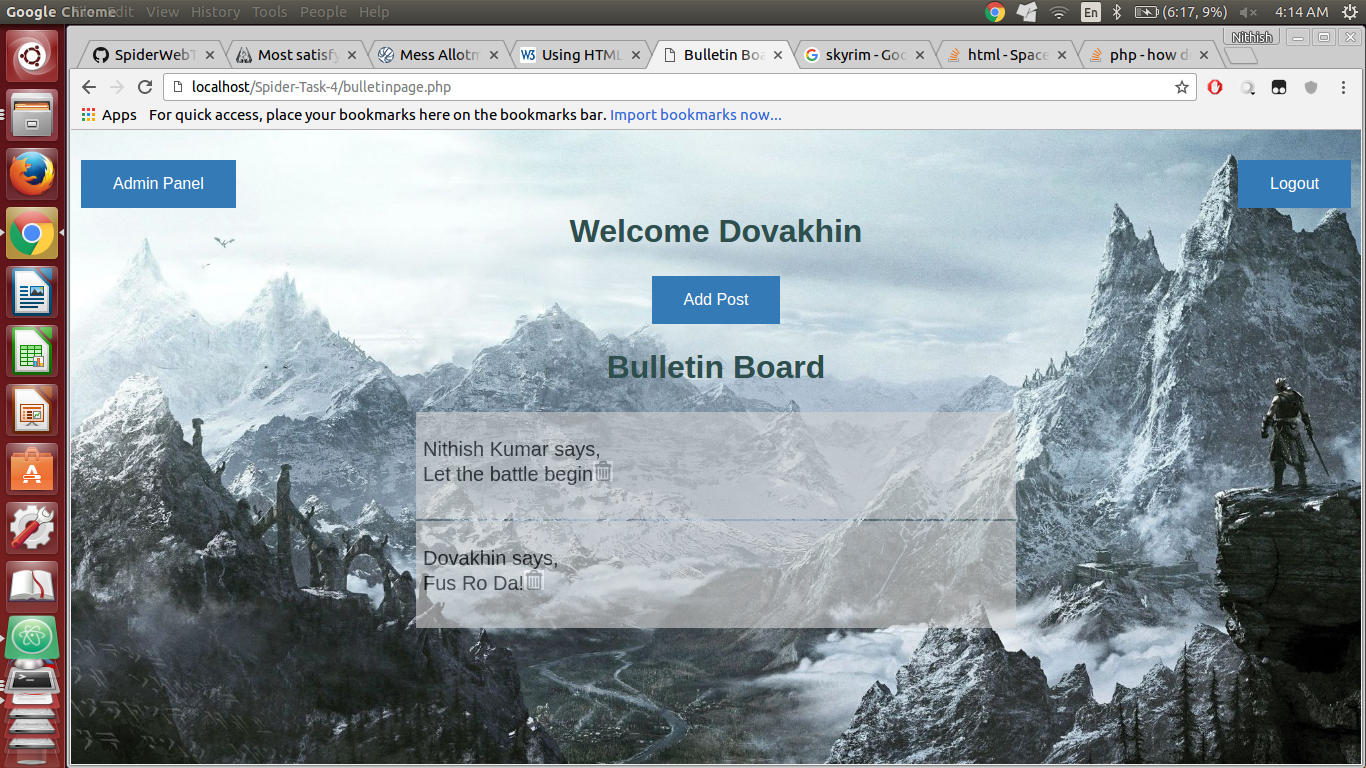 Google Chrome File Edit View History Tools People Help
En (6:17, 9%) 4:14 AM
SpiderWebT Most satisfy Mess Allotm Using HTML Bulletin Boa skyrim - Goo html - Space php - how d Nithish
localhost/Spider-Task-4/bulletinpage.php
Apps For quick access, place your bookmarks here on the bookmarks bar. Import bookmarks now...
Admin Panel
Logout
Welcome Dovakhin
Add Post
Bulletin Board
Nithish Kumar says,
Let the battle begin
Dovakhin says,
Fus Ro Da!